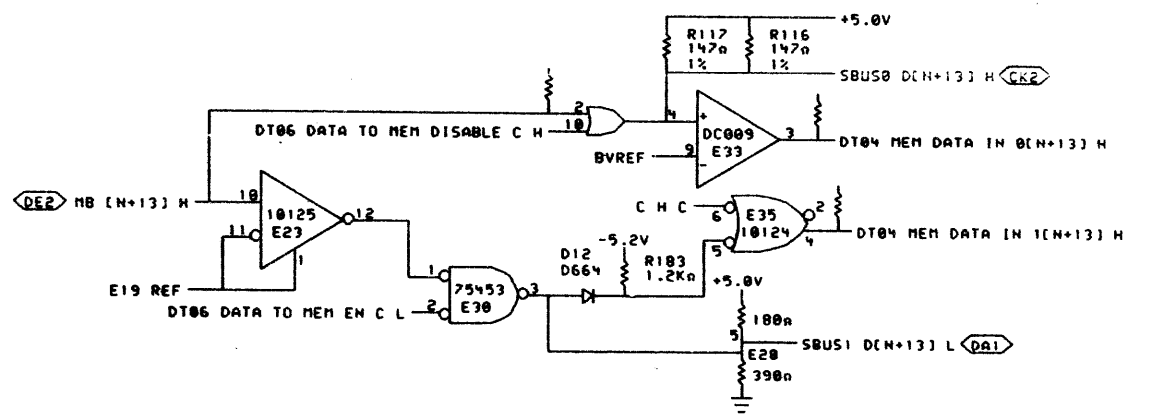 +5.0V
R117 R116
147Ω 147Ω
1% 1%
SBUS0 D[N+13] H CK2
2
DT06 DATA TO MEM DISABLE C H 10
4 +
DC009 3 DT04 MEM DATA IN 0[N+13] H
BVREF 9 - E33
DE2 MB [N+13] H 10
10125 12
11 E23
1
E19 REF
C H C 6 E35 2
10124
5 4 DT04 MEM DATA IN 1[N+13] H
D12 -5.2V
D664 R183
1.2KΩ
+5.0V
1 75453 3
DT06 DATA TO MEM EN C L 2 E30
180Ω
5 SBUS1 D[N+13] L DA1
E28
390Ω